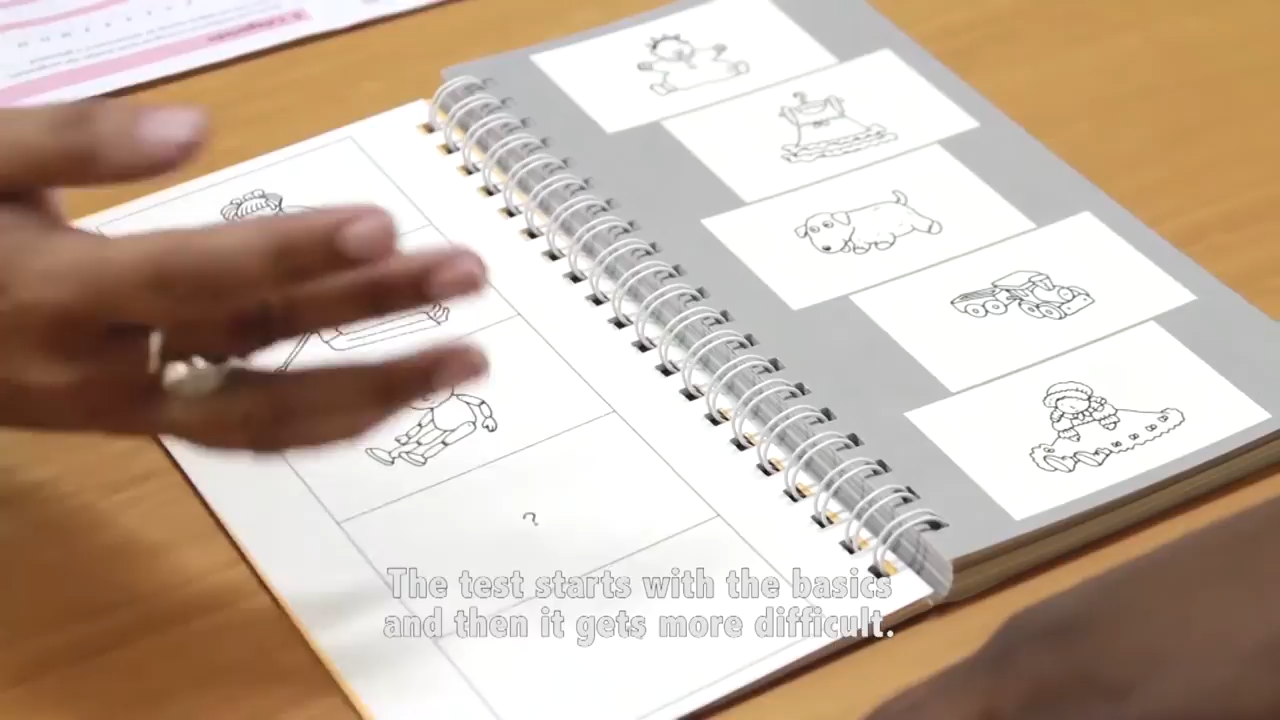 ?
The test starts with the basics
and then it gets more difficult.